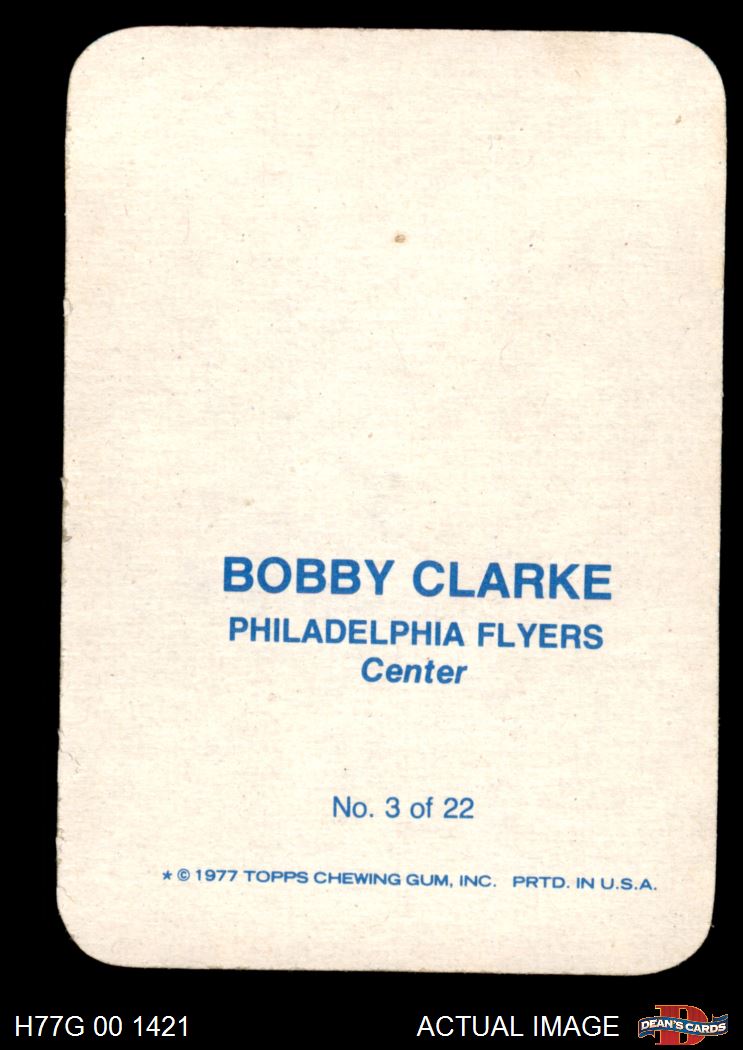 BOBBY CLARKE
PHILADELPHIA FLYERS
Center
No. 3 of 22
* © 1977 TOPPS CHEWING GUM, INC. PRTD. IN U.S.A.
H77G 00 1421
ACTUAL IMAGE
D
DEAN'S CARDS